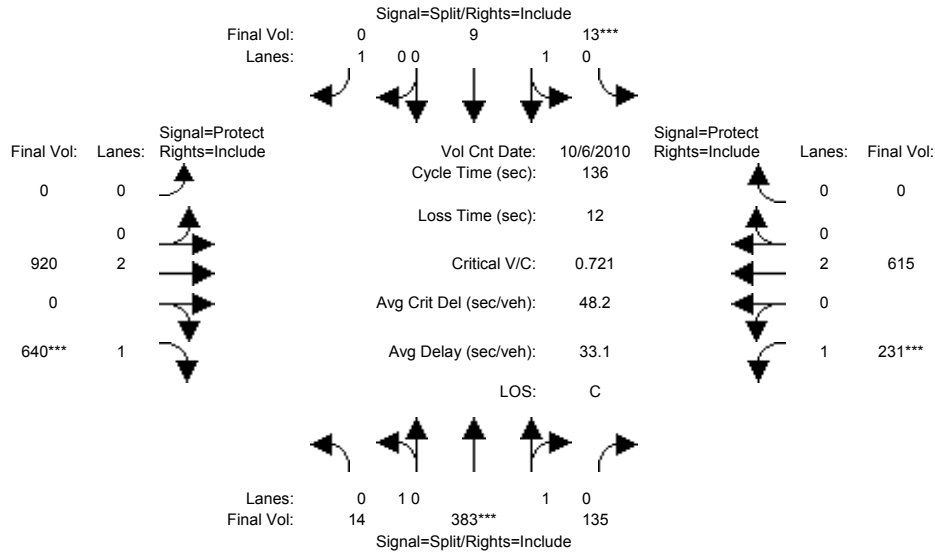 Signal=Split/Rights=Include
Final Vol: 0 9 13***
Lanes: 1 0 0 1 0
Signal=Protect Signal=Protect
Final Vol: Lanes: Rights=Include Vol Cnt Date: 10/6/2010 Rights=Include Lanes: Final Vol:
Cycle Time (sec): 136
0 0 0 0
Loss Time (sec): 12
0 0
920 2 Critical V/C: 0.721 2 615
0 Avg Crit Del (sec/veh): 48.2 0
640*** 1 Avg Delay (sec/veh): 33.1 1 231***
LOS: C
Lanes: 0 1 0 1 0
Final Vol: 14 383*** 135
Signal=Split/Rights=Include